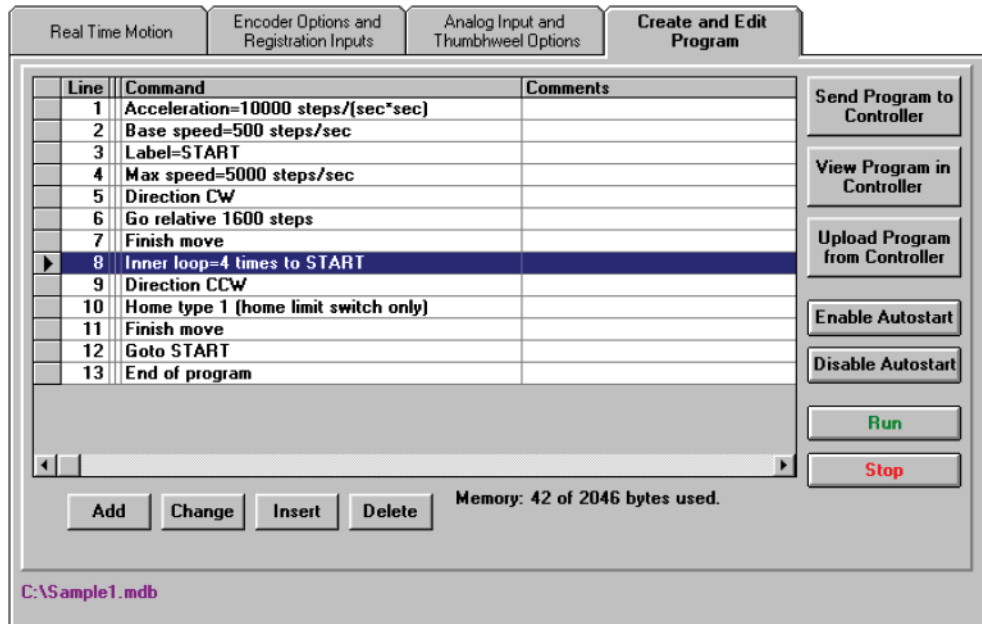 Real Time Motion
Encoder Options and
Registration Inputs
Analog Input and
Thumbhweel Options
Create and Edit
Program
Line Command Comments
1 Acceleration=10000 steps/(sec*sec)
2 Base speed=500 steps/sec
3 Label=START
4 Max speed=5000 steps/sec
5 Direction CW
6 Go relative 1600 steps
7 Finish move
8 Inner loop=4 times to START
9 Direction CCW
10 Home type 1 (home limit switch only)
11 Finish move
12 Goto START
13 End of program
Send Program to
Controller
View Program in
Controller
Upload Program
from Controller
Enable Autostart
Disable Autostart
Run
Stop
Add Change Insert Delete
Memory: 42 of 2046 bytes used.
C:\Sample1.mdb